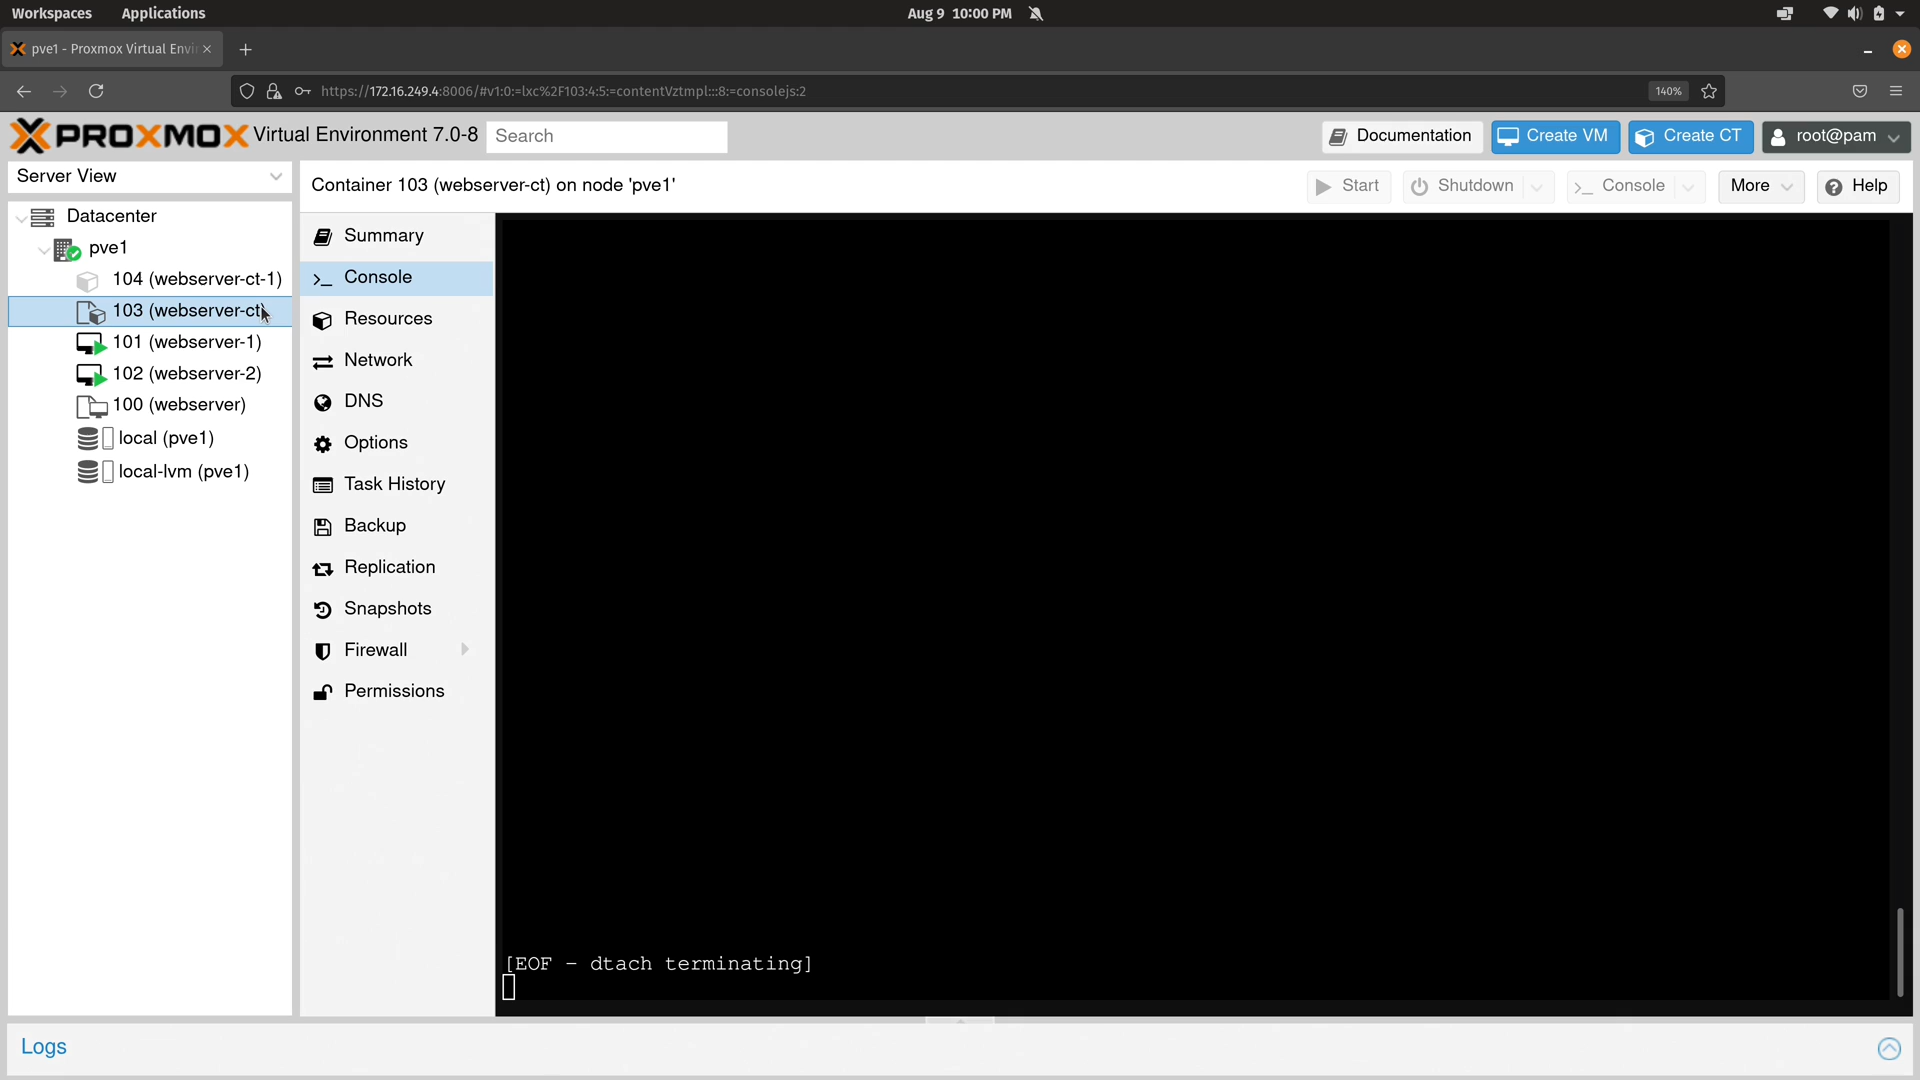 Workspaces Applications Aug 9 10:00 PM
pve1 - Proxmox Virtual Envi
https://172.16.249.4:8006/#v1:0:=lxc%2F103:4:5:=contentVztmpl:::8:=consolejs:2 140%
PROXMOX Virtual Environment 7.0-8 Search Documentation Create VM Create CT root@pam
Server View
Container 103 (webserver-ct) on node 'pve1' Start Shutdown Console More Help
Datacenter
pve1
104 (webserver-ct-1)
103 (webserver-ct)
101 (webserver-1)
102 (webserver-2)
100 (webserver)
local (pve1)
local-lvm (pve1)
Summary
Console
Resources
Network
DNS
Options
Task History
Backup
Replication
Snapshots
Firewall
Permissions
[EOF - dtach terminating]
Logs